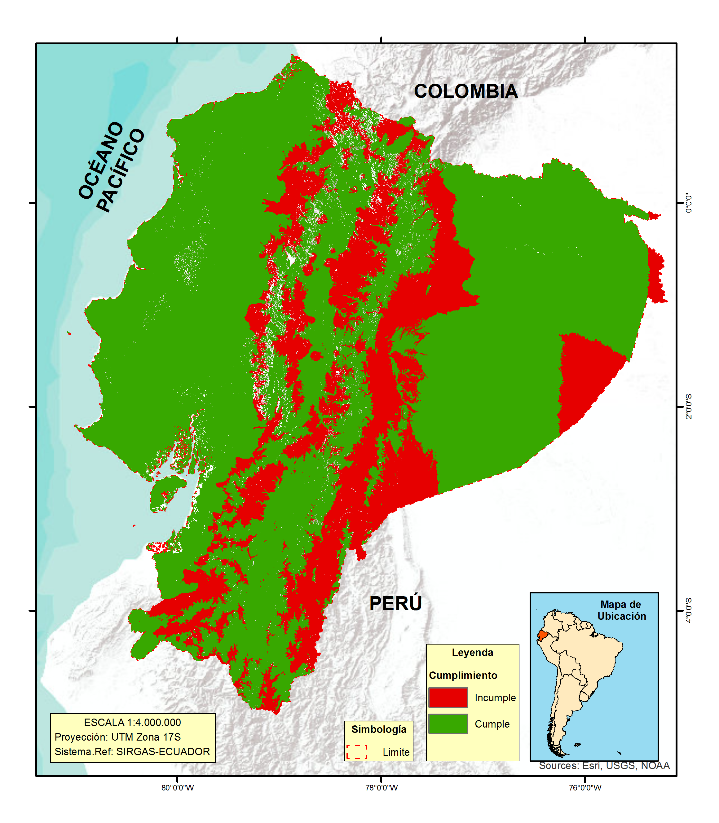 COLOMBIA
OCÉANO
PACÍFICO
0°0'0"
2°0'0"S
PERÚ
4°0'0"S
Mapa de
Ubicación
Leyenda
Cumplimiento
Incumple
Cumple
ESCALA 1:4.000.000
Proyección: UTM Zona 17S
Sistema.Ref: SIRGAS-ECUADOR
Simbología
Límite
Sources: Esri, USGS, NOAA
80°0'0"W
78°0'0"W
76°0'0"W